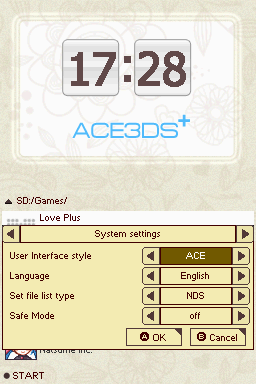 17:28
ACE3DS+
SD:/Games/
Love Plus
System settings
User Interface style ACE
Language English
Set file list type NDS
Safe Mode off
A OK B Cancel
Natsume Inc.
START